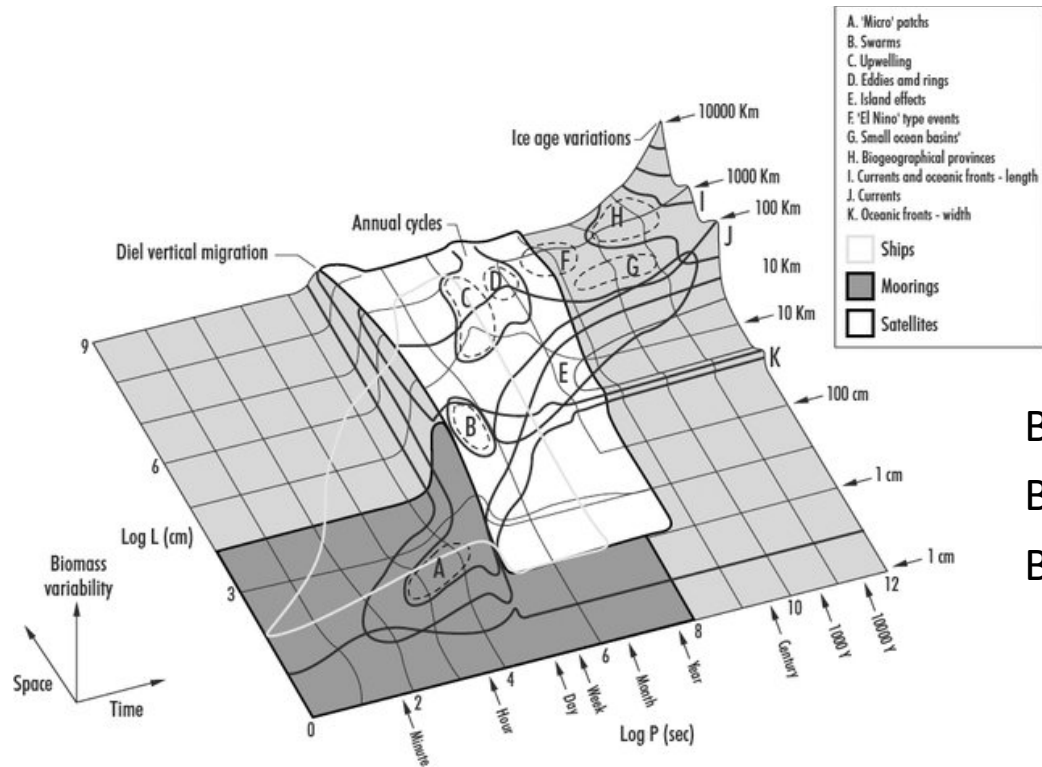 A. 'Micro' patchs
B. Swarms
C. Upwelling
D. Eddies amd rings
E. Island effects
F. 'El Nino' type events
G. Small ocean basins'
H. Biogeographical provinces
I. Currents and oceanic fronts - length
J. Currents
K. Oceanic fronts - width
Ships
Moorings
Satellites
10000 Km
Ice age variations
1000 Km
I
100 Km
J
H
Annual cycles
Diel vertical migration
F
G
10 Km
D
C
10 Km
9
E
K
100 cm
B
B
6
B
1 cm
Log L (cm)
B
A
1 cm
Biomass
variability
3
12
10
8
6
4
2
0
Space
Time
Minute
Hour
Day
Week
Month
Year
Century
1000 Y
10000 Y
Log P (sec)